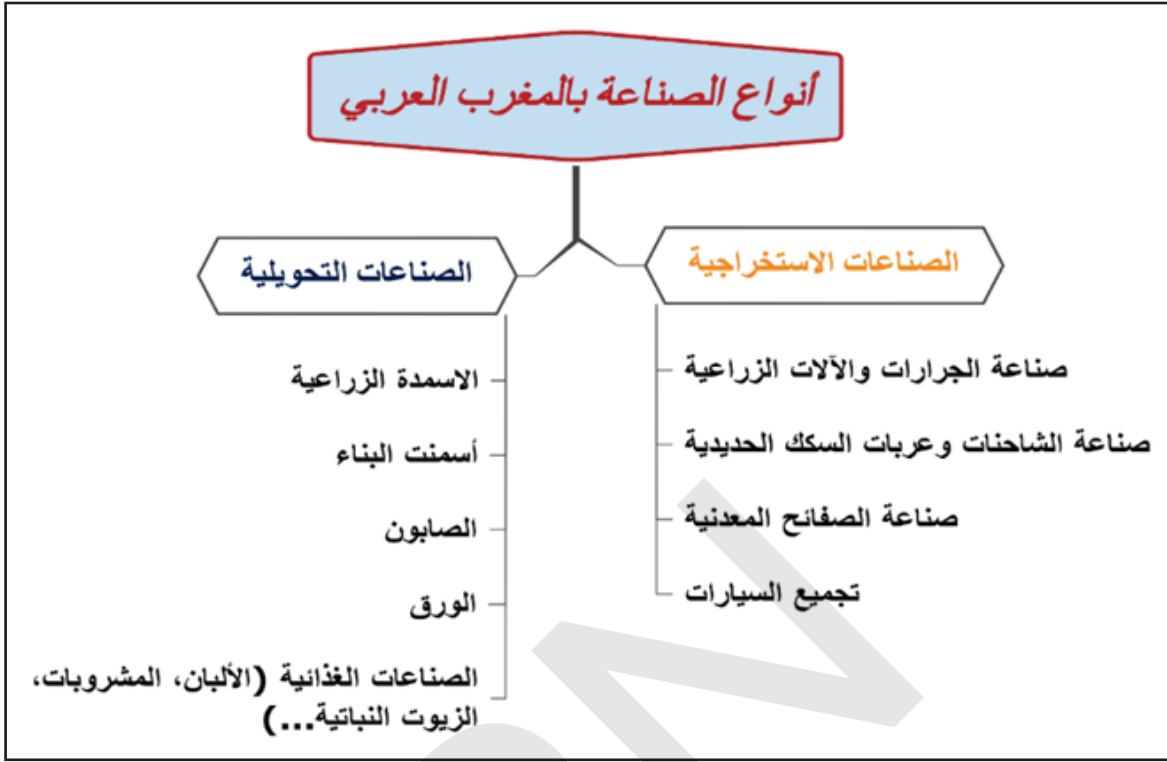 أنواع الصناعة بالمغرب العربي
الصناعات الاستخراجية
صناعة الجرارات والآلات الزراعية
صناعة الشاحنات وعربات السكك الحديدية
صناعة الصفائح المعدنية
تجميع السيارات
الصناعات التحويلية
الاسمدة الزراعية
أسمنت البناء
الصابون
الورق
الصناعات الغذائية (الألبان، المشروبات،
الزيوت النباتية...)